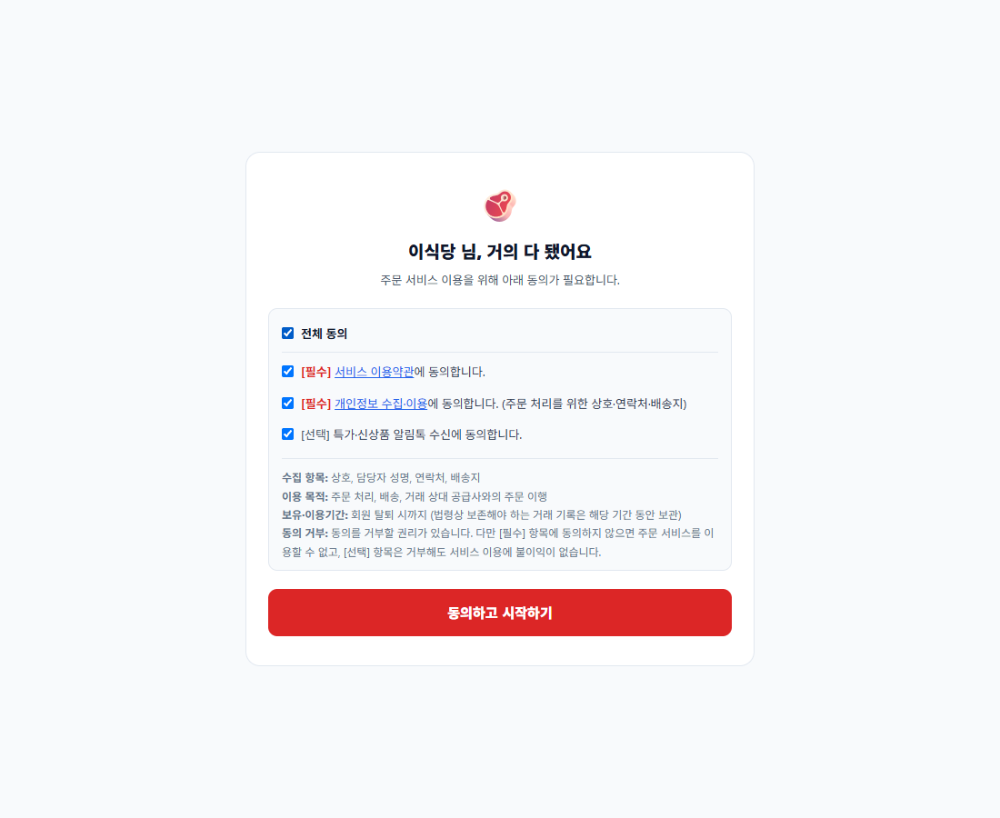 이식당 님, 거의 다 됐어요
주문 서비스 이용을 위해 아래 동의가 필요합니다.
전체 동의
[필수] 서비스 이용약관에 동의합니다.
[필수] 개인정보 수집·이용에 동의합니다. (주문 처리를 위한 상호·연락처·배송지)
[선택] 특가·신상품 알림톡 수신에 동의합니다.
수집 항목: 상호, 담당자 성명, 연락처, 배송지
이용 목적: 주문 처리, 배송, 거래 상대 공급사와의 주문 이행
보유·이용기간: 회원 탈퇴 시까지 (법령상 보존해야 하는 거래 기록은 해당 기간 동안 보관)
동의 거부: 동의를 거부할 권리가 있습니다. 다만 [필수] 항목에 동의하지 않으면 주문 서비스를 이
용할 수 없고, [선택] 항목은 거부해도 서비스 이용에 불이익이 없습니다.
동의하고 시작하기